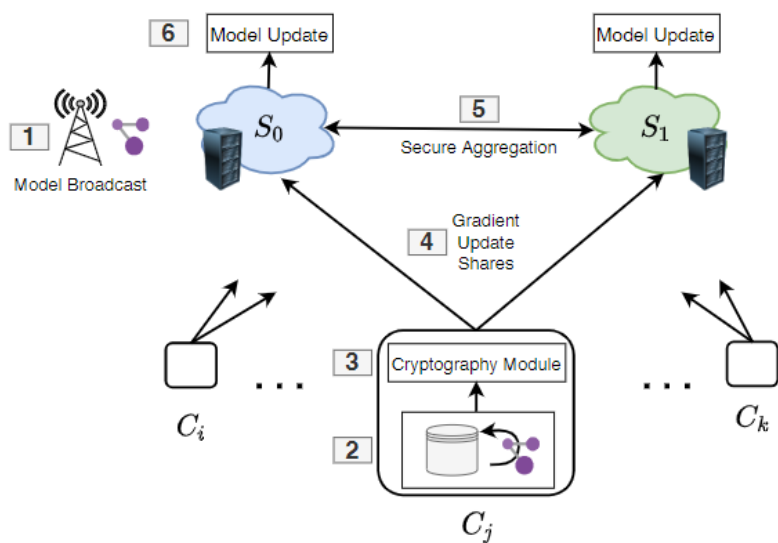 6
Model Update
Model Update
1
Model Broadcast
S₀
5
Secure Aggregation
S₁
4
Gradient
Update
Shares
3
Cryptography Module
2
Cᵢ
...
Cⱼ
...
Cₖ